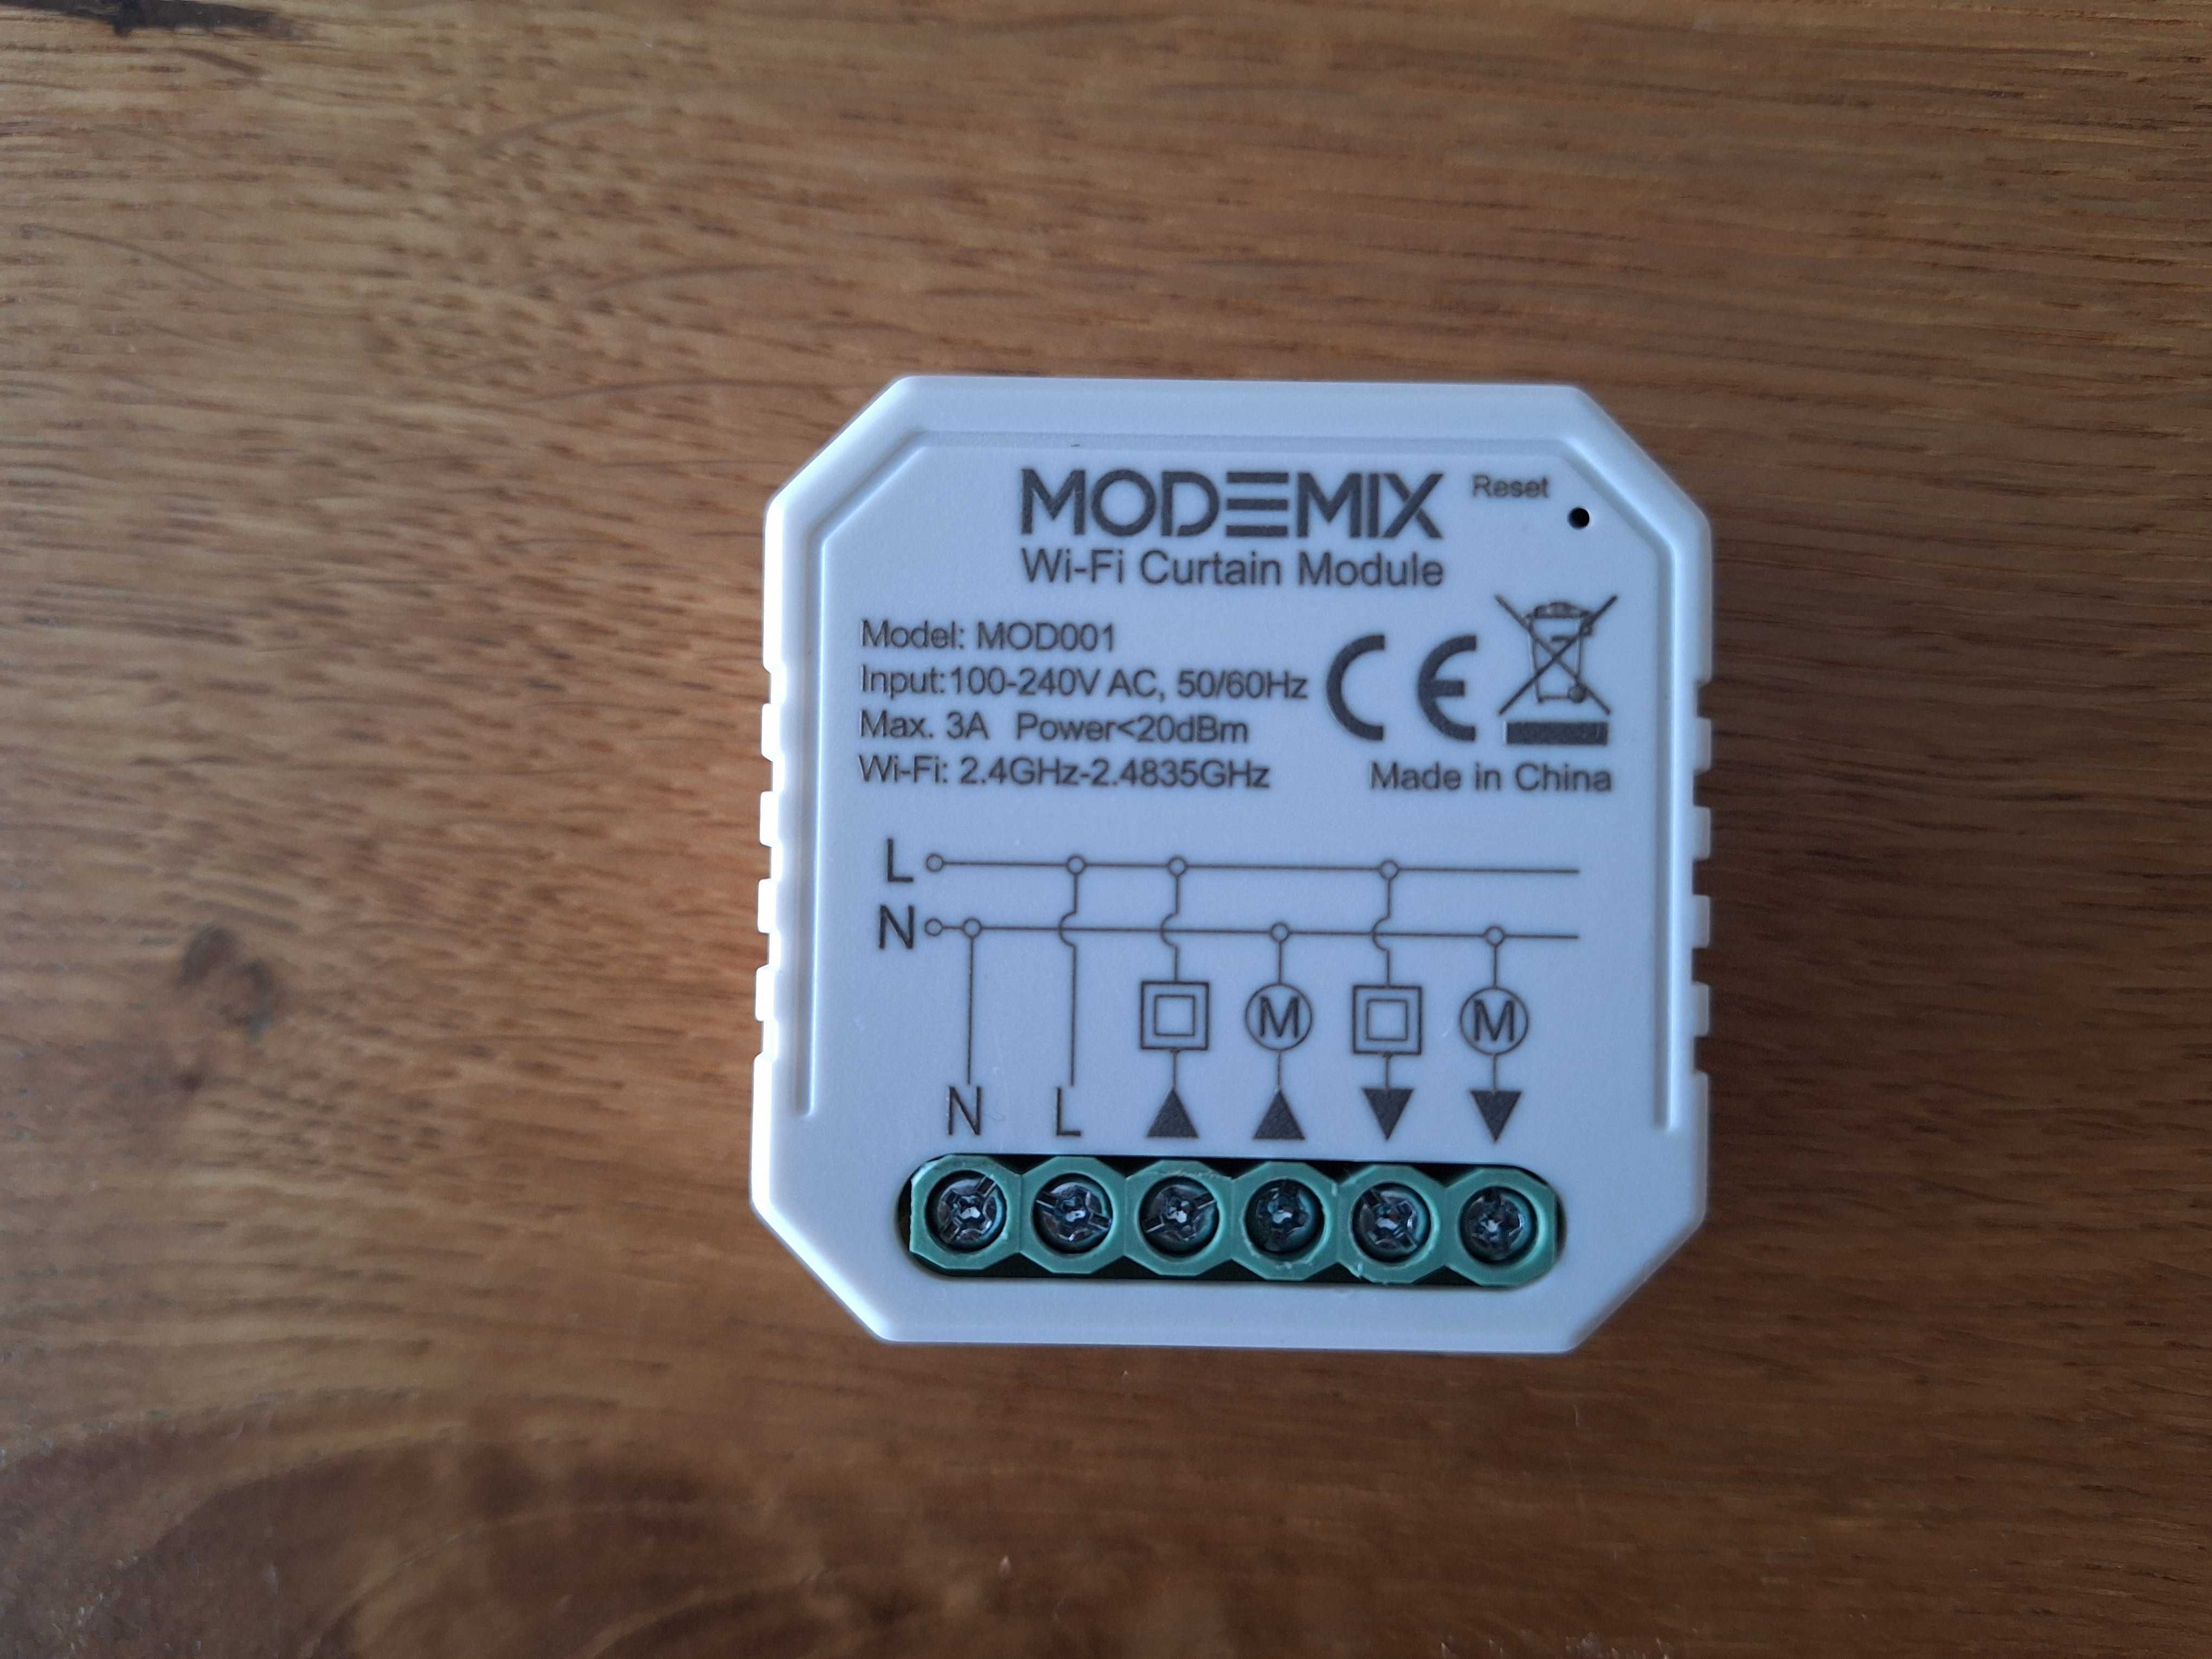 MODEMIX
Reset
Wi-Fi Curtain Module
Model: MOD001
Input:100-240V AC, 50/60Hz
Max. 3A Power<20dBm
Wi-Fi: 2.4GHz-2.4835GHz
CE
Made in China
L
N
M M
N L